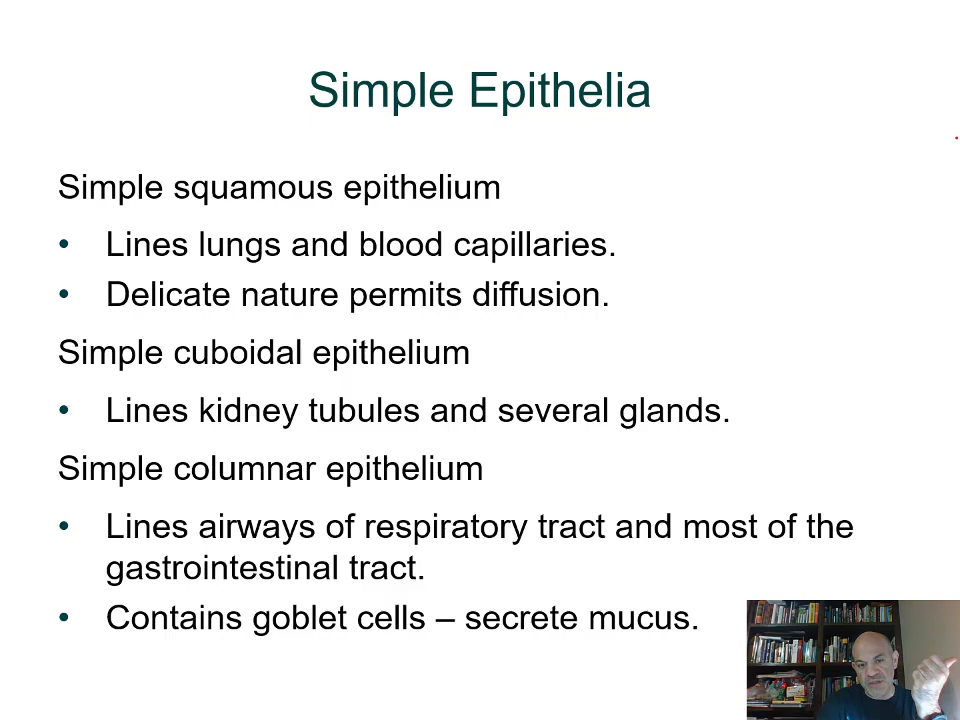 Simple Epithelia
Simple squamous epithelium
• Lines lungs and blood capillaries.
• Delicate nature permits diffusion.
Simple cuboidal epithelium
• Lines kidney tubules and several glands.
Simple columnar epithelium
• Lines airways of respiratory tract and most of the
gastrointestinal tract.
• Contains goblet cells – secrete mucus.